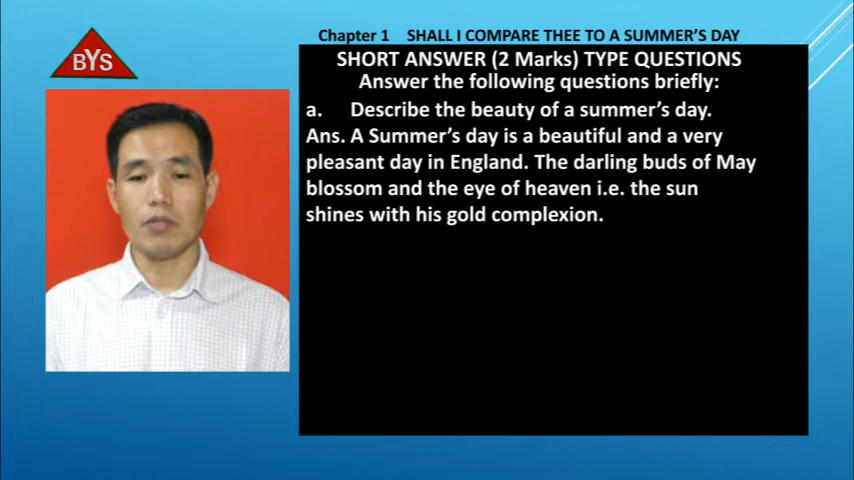 BYS
Chapter 1 SHALL I COMPARE THEE TO A SUMMER'S DAY
SHORT ANSWER (2 Marks) TYPE QUESTIONS
Answer the following questions briefly:
a. Describe the beauty of a summer's day.
Ans. A Summer's day is a beautiful and a very
pleasant day in England. The darling buds of May
blossom and the eye of heaven i.e. the sun
shines with his gold complexion.